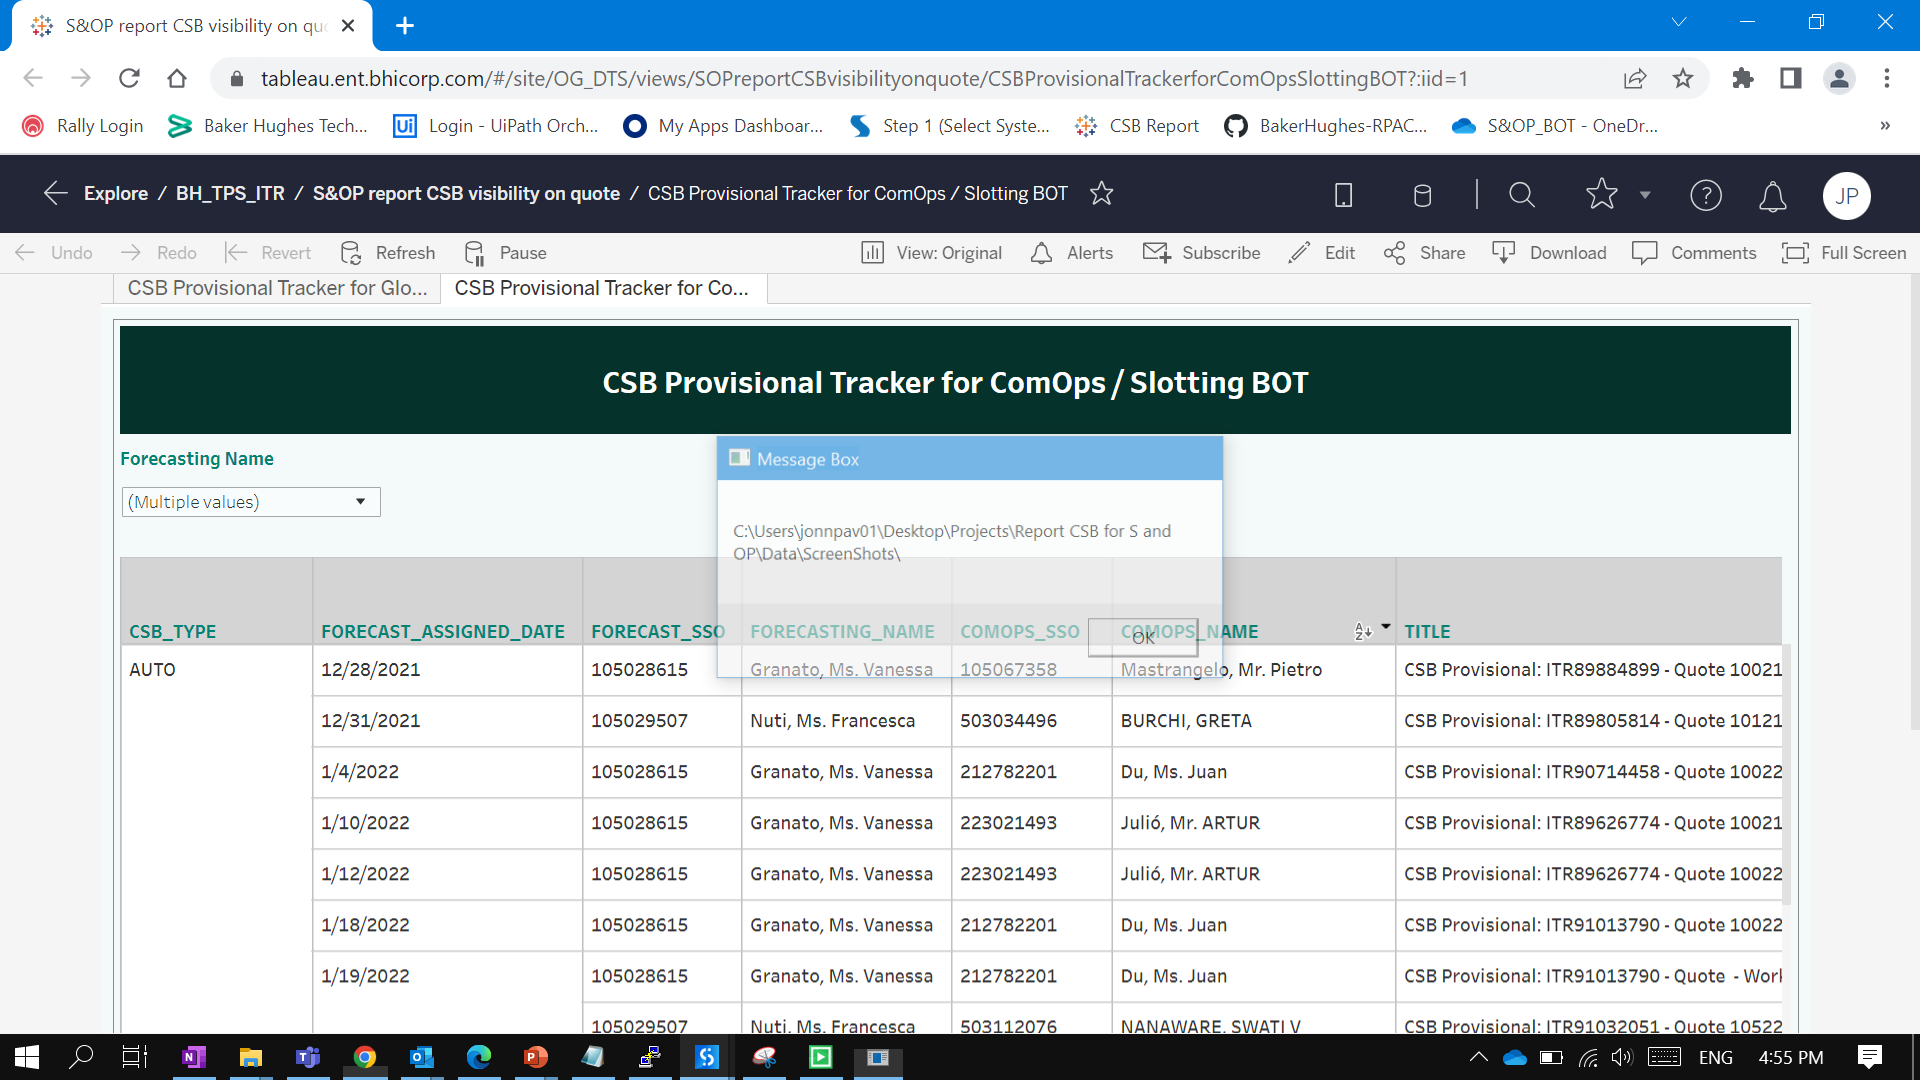 S&OP report CSB visibility on qu
tableau.ent.bhicorp.com/#/site/OG_DTS/views/SOPreportCSBvisibilityonquote/CSBProvisionalTrackerforComOpsSlottingBOT?:iid=1
Rally Login Baker Hughes Tech... Ui Login - UiPath Orch... My Apps Dashboar... Step 1 (Select Syste... CSB Report BakerHughes-RPAC... S&OP_BOT - OneDr... »
Explore / BH_TPS_ITR / S&OP report CSB visibility on quote / CSB Provisional Tracker for ComOps / Slotting BOT JP
Undo Redo Revert Refresh Pause View: Original Alerts Subscribe Edit Share Download Comments Full Screen
CSB Provisional Tracker for Glo... CSB Provisional Tracker for Co...
CSB Provisional Tracker for ComOps / Slotting BOT
Forecasting Name
(Multiple values)
Message Box
C:\Users\jonnpav01\Desktop\Projects\Report CSB for S and
OP\Data\ScreenShots\
OK
CSB_TYPE FORECAST_ASSIGNED_DATE FORECAST_SSO FORECASTING_NAME COMOPS_SSO COMOPS_NAME TITLE
AUTO 12/28/2021 105028615 Granato, Ms. Vanessa 105067358 Mastrangelo, Mr. Pietro CSB Provisional: ITR89884899 - Quote 10021
12/31/2021 105029507 Nuti, Ms. Francesca 503034496 BURCHI, GRETA CSB Provisional: ITR89805814 - Quote 10121
1/4/2022 105028615 Granato, Ms. Vanessa 212782201 Du, Ms. Juan CSB Provisional: ITR90714458 - Quote 10022
1/10/2022 105028615 Granato, Ms. Vanessa 223021493 Julió, Mr. ARTUR CSB Provisional: ITR89626774 - Quote 10021
1/12/2022 105028615 Granato, Ms. Vanessa 223021493 Julió, Mr. ARTUR CSB Provisional: ITR89626774 - Quote 10022
1/18/2022 105028615 Granato, Ms. Vanessa 212782201 Du, Ms. Juan CSB Provisional: ITR91013790 - Quote 10022
1/19/2022 105028615 Granato, Ms. Vanessa 212782201 Du, Ms. Juan CSB Provisional: ITR91013790 - Quote - Work
105029507 Nuti, Ms. Francesca 503112076 NANAWARE, SWATI V CSB Provisional: ITR91032051 - Quote 10522
ENG 4:55 PM